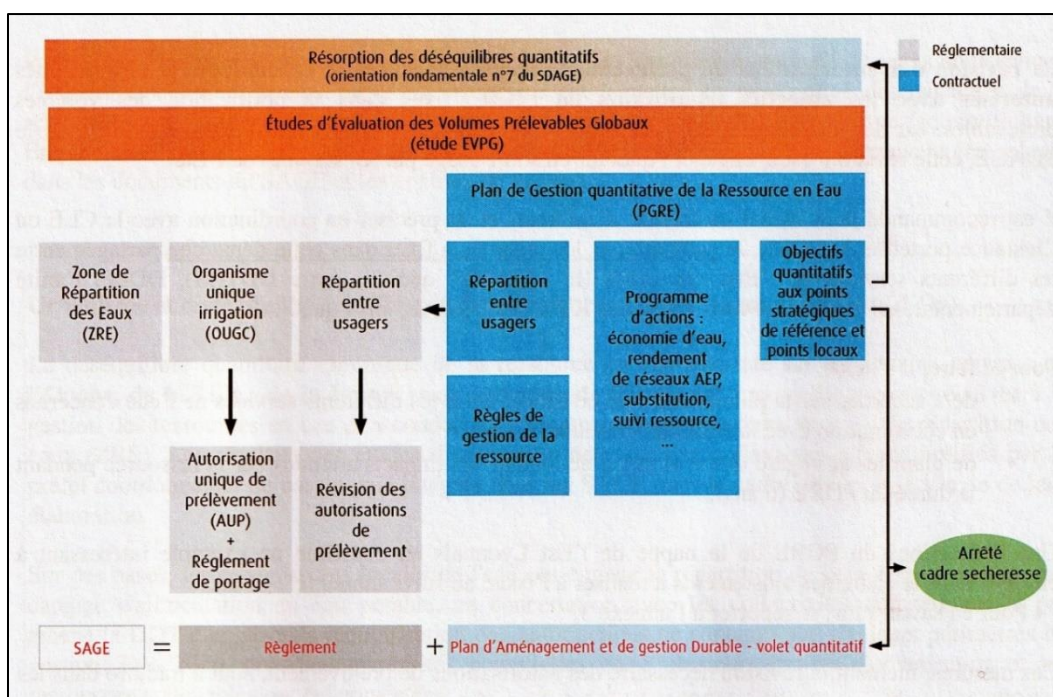 Résorption des déséquilibres quantitatifs
(orientation fondamentale n°7 du SDAGE)
Réglementaire
Contractuel
Études d'Évaluation des Volumes Prélevables Globaux
(étude EVPG)
Plan de Gestion quantitative de la Ressource en Eau
(PGRE)
Zone de
Répartition
des Eaux
(ZRE)
Organisme
unique
irrigation
(OUGC)
Répartition
entre
usagers
Répartition
entre
usagers
Programme
d'actions :
économie d'eau,
rendement
de réseaux AEP,
substitution,
suivi ressource,
...
Objectifs
quantitatifs
aux points
stratégiques
de référence et
points locaux
Règles de
gestion de la
ressource
Autorisation
unique de
prélèvement
(AUP)
+
Réglement
de portage
Révision des
autorisations
de
prélèvement
Arrêté
cadre secheresse
SAGE = Règlement + Plan d'Aménagement et de gestion Durable - volet quantitatif